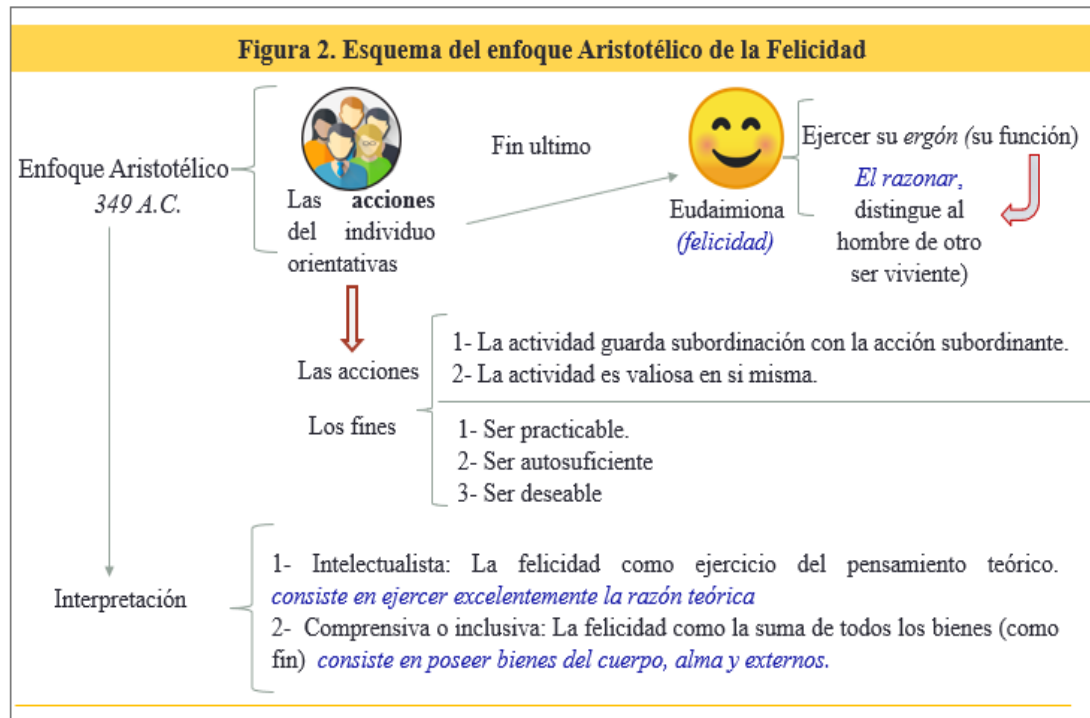 Figura 2. Esquema del enfoque Aristotélico de la Felicidad
Enfoque Aristotélico
349 A.C.
Las acciones
del individuo
orientativas
Fin ultimo
Eudaimiona
(felicidad)
Ejercer su ergón (su función)
El razonar,
distingue al
hombre de otro
ser viviente)
Las acciones
1- La actividad guarda subordinación con la acción subordinante.
2- La actividad es valiosa en si misma.
Los fines
1- Ser practicable.
2- Ser autosuficiente
3- Ser deseable
Interpretación
1- Intelectualista: La felicidad como ejercicio del pensamiento teórico.
consiste en ejercer excelentemente la razón teórica
2- Comprensiva o inclusiva: La felicidad como la suma de todos los bienes (como
fin) consiste en poseer bienes del cuerpo, alma y externos.